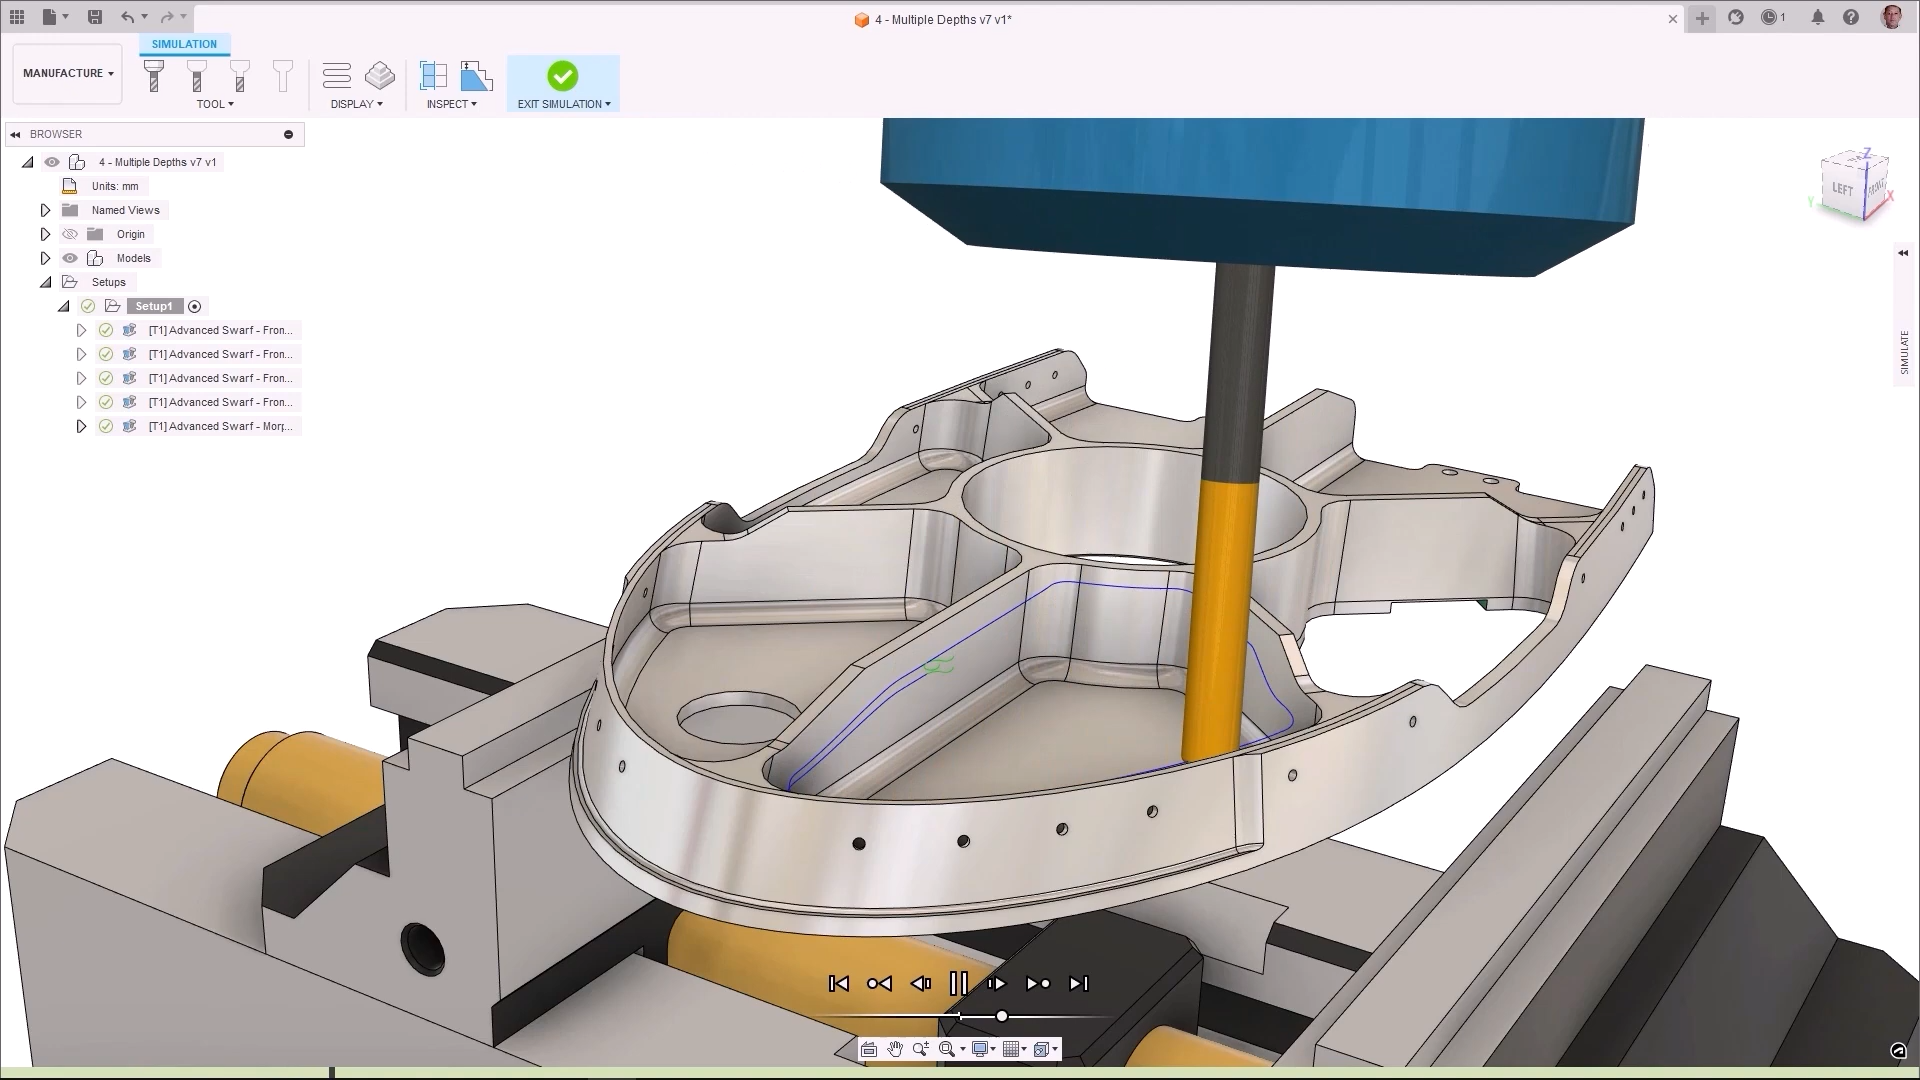 4 - Multiple Depths v7 v1*
1
SIMULATION
MANUFACTURE
TOOL
DISPLAY
INSPECT
EXIT SIMULATION
BROWSER
4 - Multiple Depths v7 v1
Units: mm
Named Views
Origin
Models
Setups
Setup1
[T1] Advanced Swarf - Fron...
[T1] Advanced Swarf - Fron...
[T1] Advanced Swarf - Fron...
[T1] Advanced Swarf - Fron...
[T1] Advanced Swarf - Morp...
Z
LEFT
FRONT
Y
X
SIMULATE